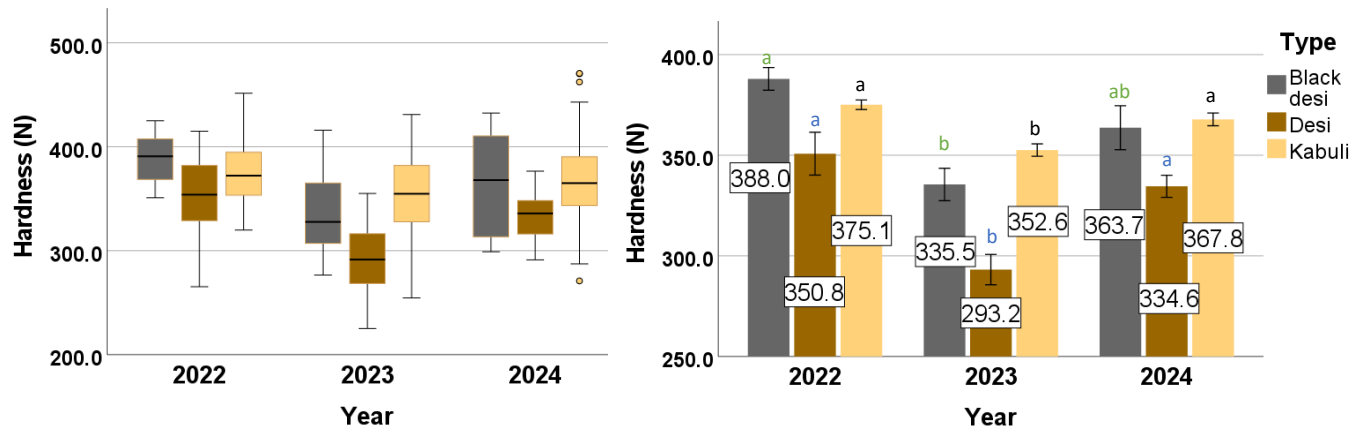 500.0
400.0
300.0
200.0
Hardness (N)
2022
2023
2024
Year
400.0
350.0
300.0
250.0
Hardness (N)
a
a
a
b
b
b
ab
a
a
388.0
350.8
375.1
335.5
293.2
352.6
363.7
334.6
367.8
2022
2023
2024
Year
Type
Black
desi
Desi
Kabuli